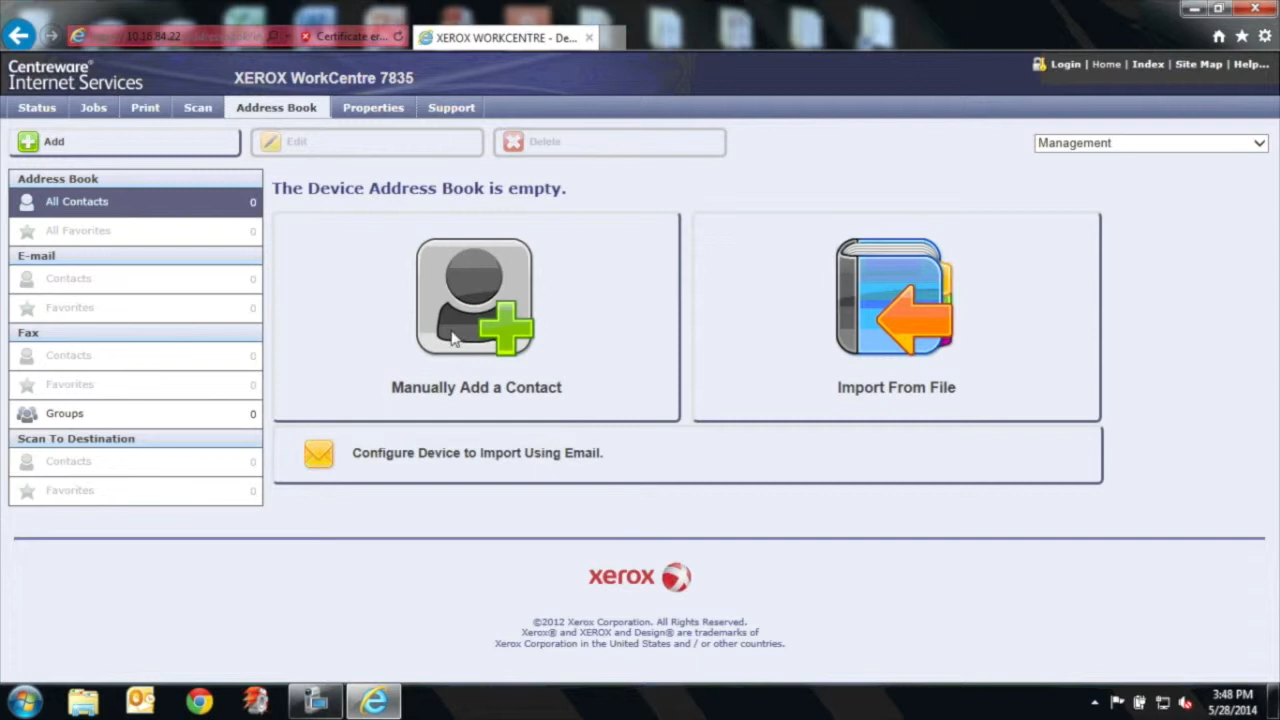 10.16.84.22
Certificate er...
XEROX WORKCENTRE - De...
Centreware®
Internet Services
XEROX WorkCentre 7835
Login | Home | Index | Site Map | Help...
Status Jobs Print Scan Address Book Properties Support
Add Edit Delete Management
Address Book
All Contacts 0
All Favorites 0
E-mail
Contacts 0
Favorites 0
Fax
Contacts 0
Favorites 0
Groups 0
Scan To Destination
Contacts 0
Favorites 0
The Device Address Book is empty.
Manually Add a Contact
Import From File
Configure Device to Import Using Email.
xerox
©2012 Xerox Corporation. All Rights Reserved.
Xerox® and XEROX and Design® are trademarks of
Xerox Corporation in the United States and / or other countries.
3:48 PM
5/28/2014